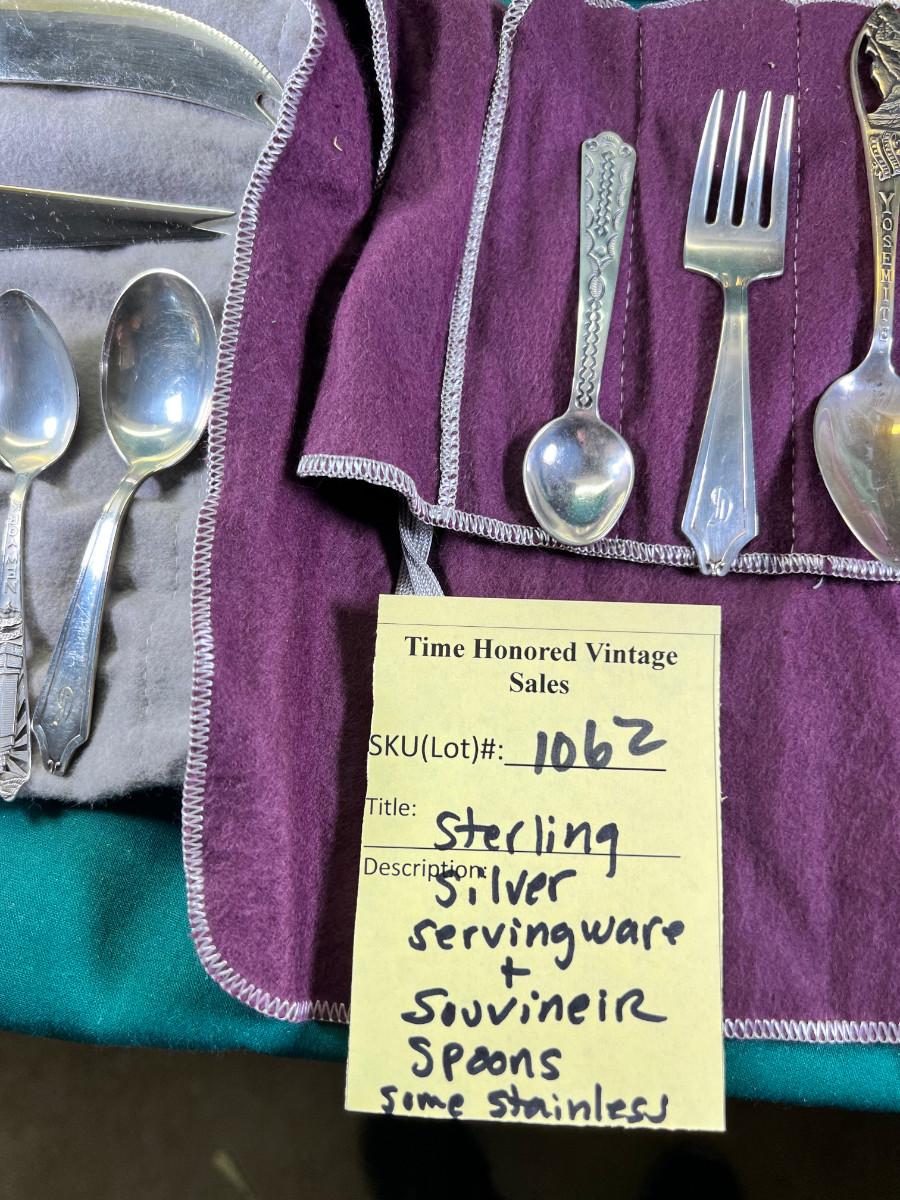 YOSEMITE
Time Honored Vintage
Sales
SKU(Lot)#: 1062
Title: Sterling
Description:
Silver
servingware
+
Souvineir
Spoons
some stainless
S